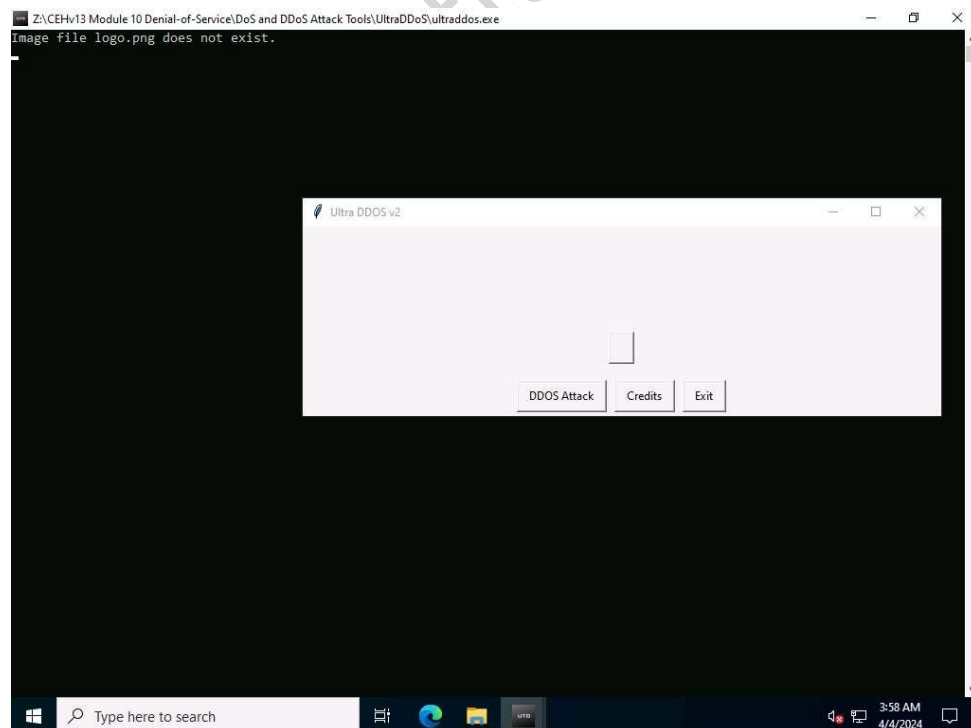 Z:\CEHv13 Module 10 Denial-of-Service\DoS and DDoS Attack Tools\UltraDDoS\ultraddos.exe
Image file logo.png does not exist.
Ultra DDOS v2
DDOS Attack Credits Exit
Type here to search
3:58 AM
4/4/2024